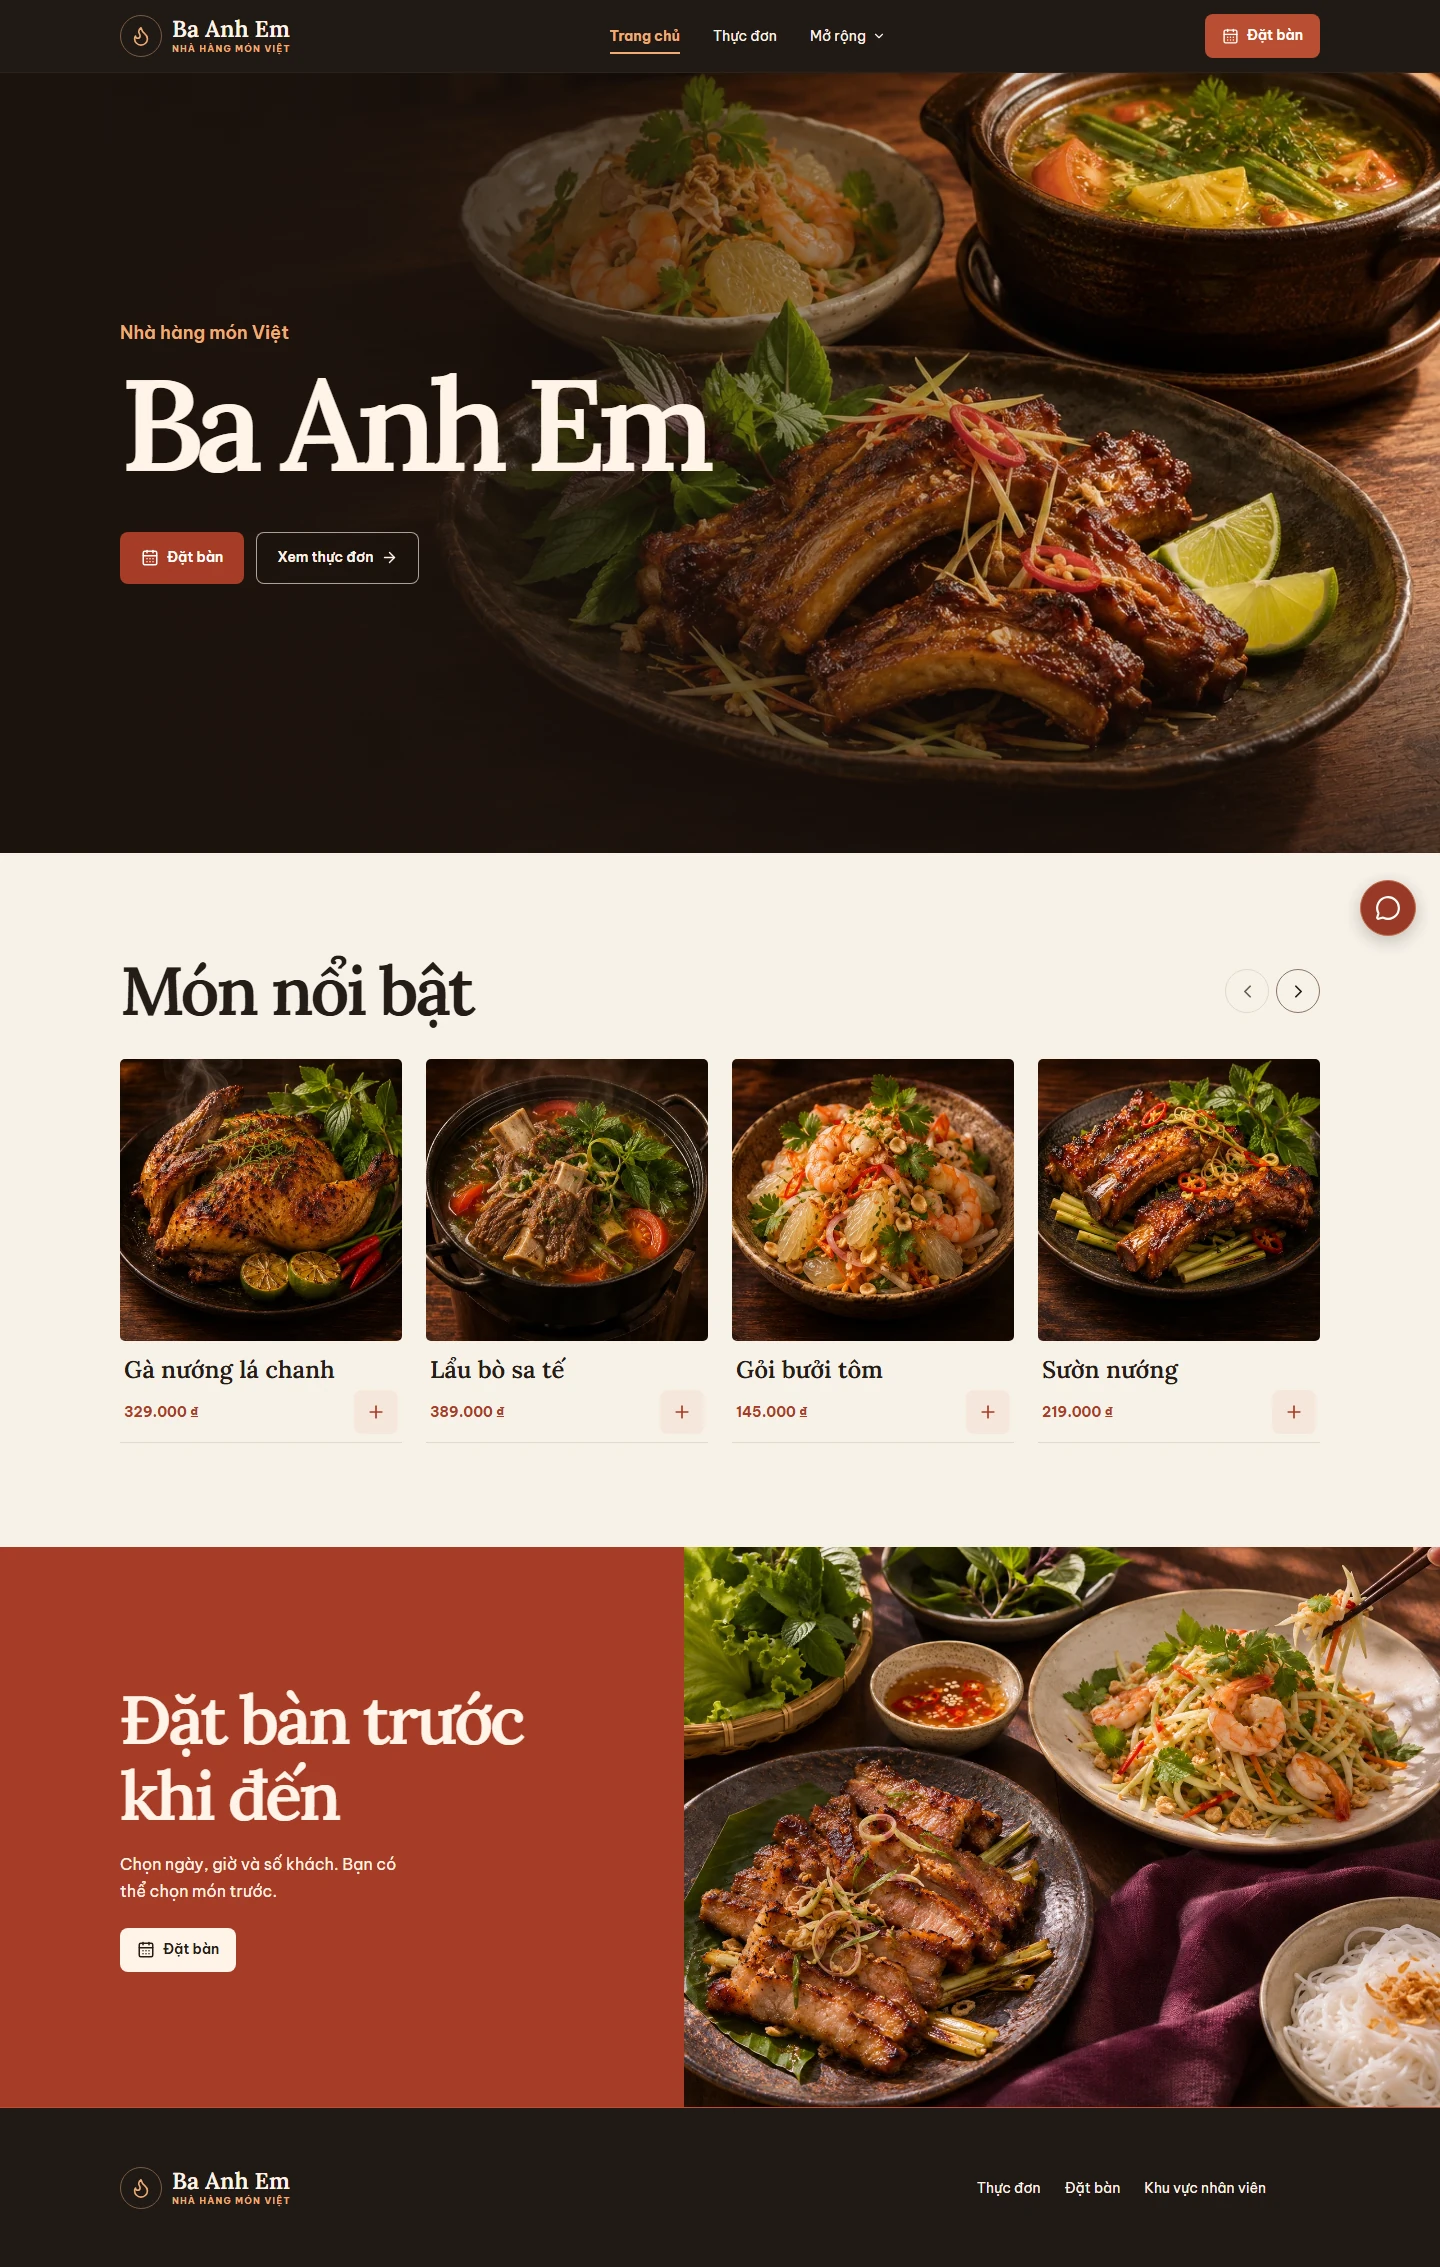 Ba Anh Em
NHÀ HÀNG MÓN VIỆT
Trang chủ
Thực đơn
Mở rộng
Đặt bàn
Nhà hàng món Việt
Ba Anh Em
Đặt bàn
Xem thực đơn
Món nổi bật
Gà nướng lá chanh
329.000 ₫
Lẩu bò sa tế
389.000 ₫
Gỏi bưởi tôm
145.000 ₫
Sườn nướng
219.000 ₫
Đặt bàn trước
khi đến
Chọn ngày, giờ và số khách. Bạn có
thể chọn món trước.
Đặt bàn
Ba Anh Em
NHÀ HÀNG MÓN VIỆT
Thực đơn
Đặt bàn
Khu vực nhân viên